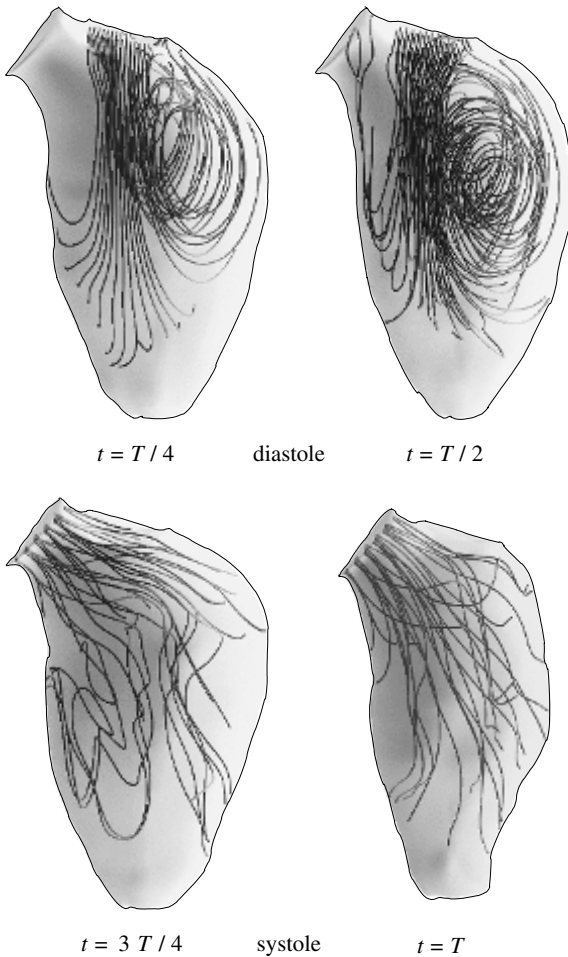 t = T / 4 diastole t = T / 2
t = 3 T / 4 systole t = T